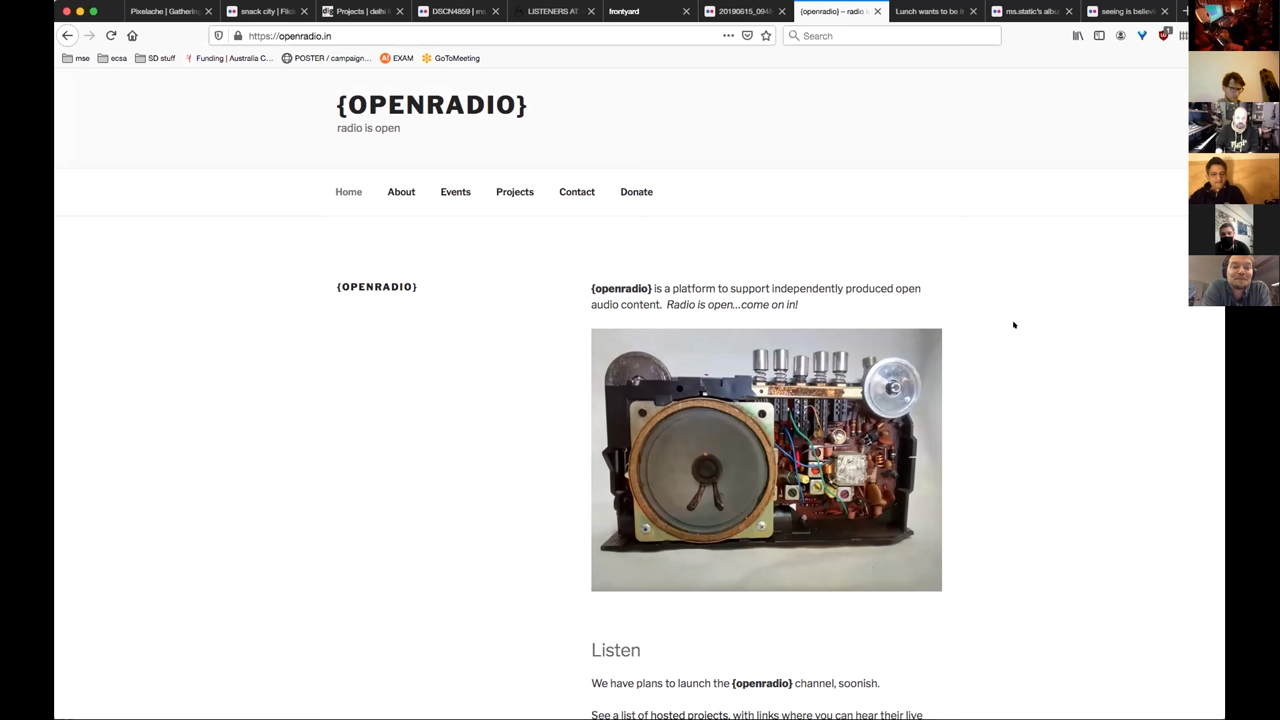 Pixelache | Gathering
snack city | Flick
Projects | delhi l
DSCN4859 | m
LISTENERS AT
frontyard
20190615_094
{openradio} – radio i
Lunch wants to be
ms.static's albu
seeing is believ
https://openradio.in
Search
1
mse
ecsa
SD stuff
Funding | Australia C...
POSTER / campaign...
EXAM
GoToMeeting
{OPENRADIO}
radio is open
Home
About
Events
Projects
Contact
Donate
{OPENRADIO}
{openradio} is a platform to support independently produced open
audio content. Radio is open...come on in!
Listen
We have plans to launch the {openradio} channel, soonish.
See a list of hosted projects, with links where you can hear their live